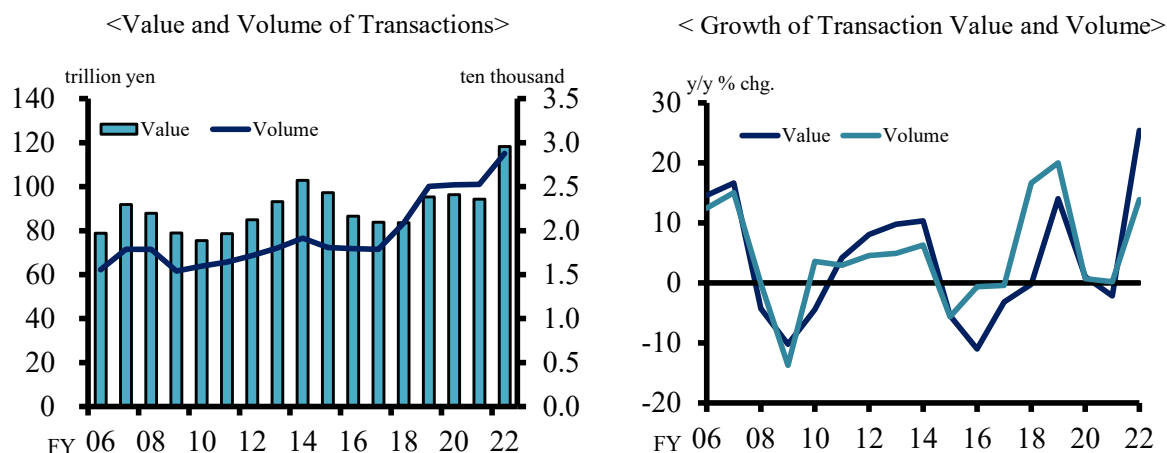 <Value and Volume of Transactions>
trillion yen
ten thousand
140
120
100
80
60
40
20
0
3.5
3.0
2.5
2.0
1.5
1.0
0.5
0.0
Value
Volume
FY 06 08 10 12 14 16 18 20 22
< Growth of Transaction Value and Volume>
y/y % chg.
30
20
10
0
-10
-20
Value
Volume
FY 06 08 10 12 14 16 18 20 22